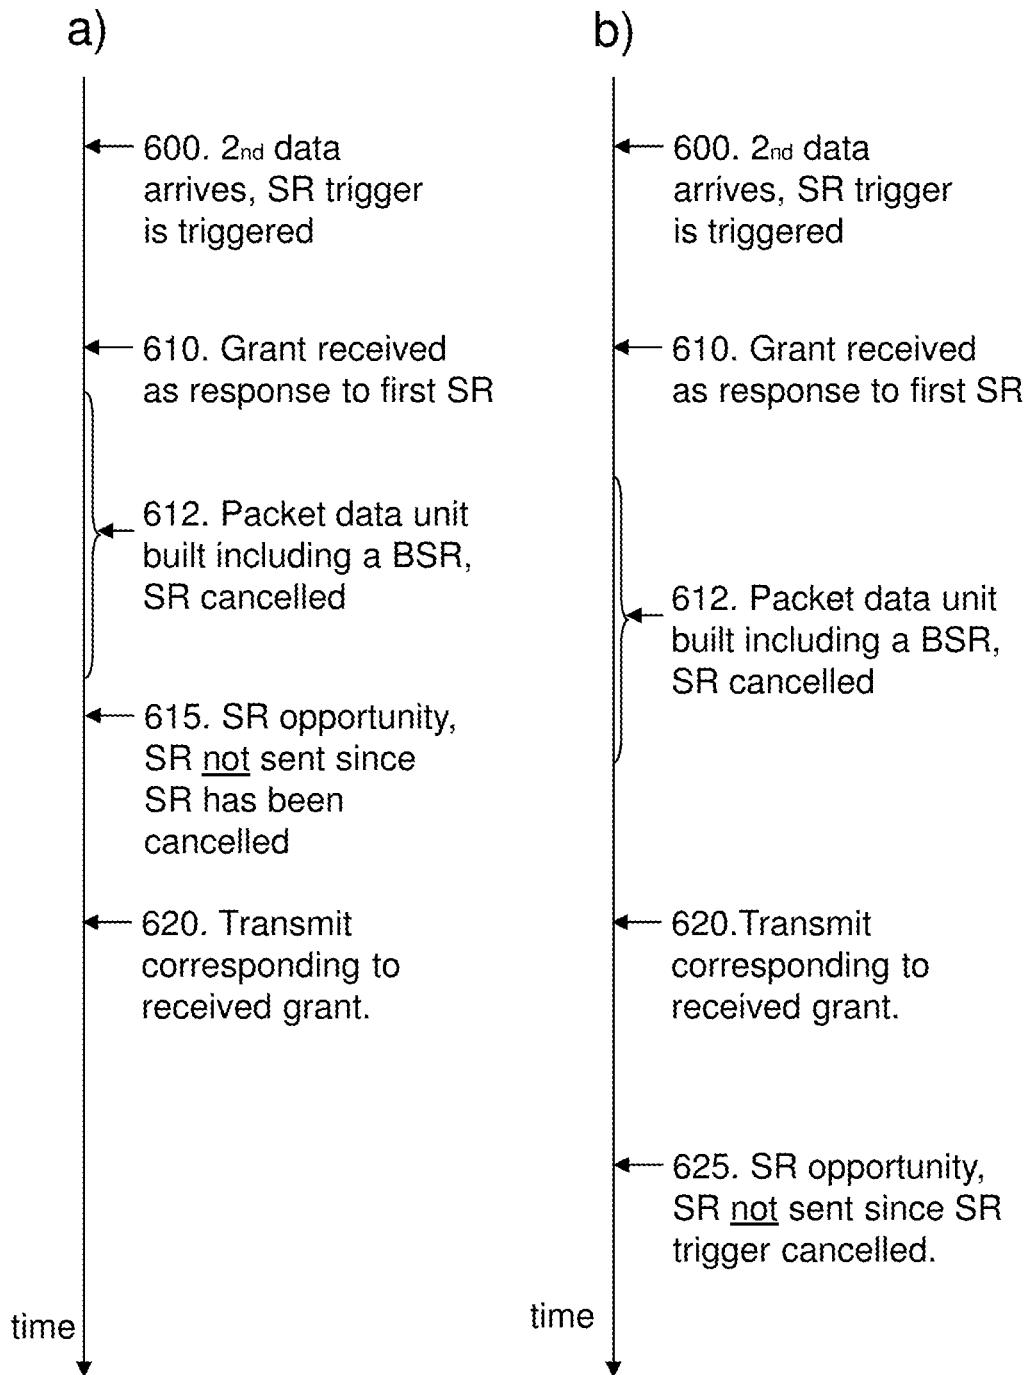 a)
600. 2nd data
arrives, SR trigger
is triggered
610. Grant received
as response to first SR
612. Packet data unit
built including a BSR,
SR cancelled
615. SR opportunity,
SR not sent since
SR has been
cancelled
620. Transmit
corresponding to
received grant.
time
b)
600. 2nd data
arrives, SR trigger
is triggered
610. Grant received
as response to first SR
612. Packet data unit
built including a BSR,
SR cancelled
620.Transmit
corresponding to
received grant.
625. SR opportunity,
SR not sent since SR
trigger cancelled.
time